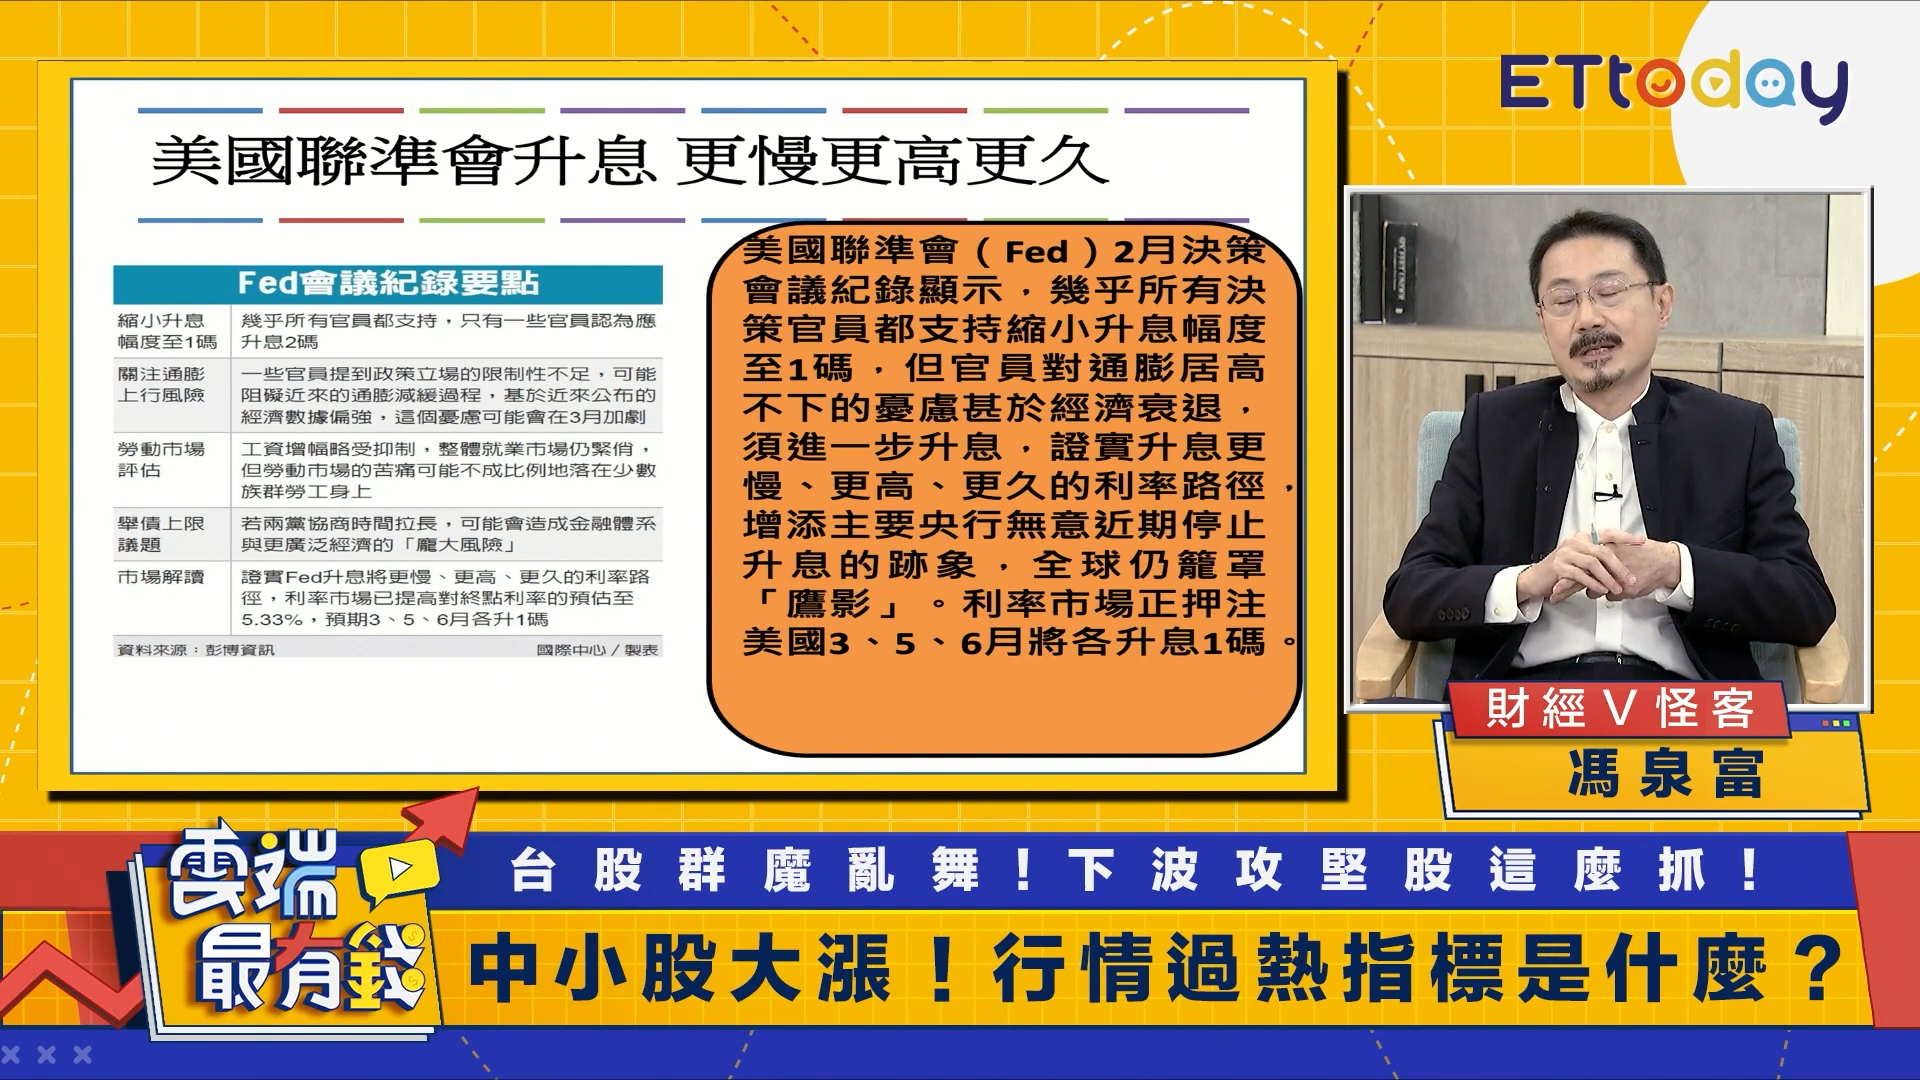 ETtoday
美國聯準會升息 更慢更高更久
Fed會議紀錄要點
縮小升息幅度至1碼
幾乎所有官員都支持，只有一些官員認為應
升息2碼
關注通膨
上行風險
一些官員提到政策立場的限制性不足，可能
阻礙近來的通膨減緩過程，基於近來公布的
經濟數據偏強，這個憂慮可能會在3月加劇
勞動市場
評估
工資增幅略受抑制，整體就業市場仍緊俏，
但勞動市場的苦痛可能不成比例地落在少數
族群勞工身上
舉債上限
議題
若兩黨協商時間拉長，可能會造成金融體系
與更廣泛經濟的「龐大風險」
市場解讀
證實Fed升息將更慢、更高、更久的利率路
徑，利率市場已提高對終點利率的預估至
5.33%，預期3、5、6月各升1碼
資料來源：彭博資訊 國際中心／製表
美國聯準會（Fed）2月決策
會議紀錄顯示，幾乎所有決
策官員都支持縮小升息幅度
至1碼，但官員對通膨居高
不下的憂慮甚於經濟衰退，
須進一步升息，證實升息更
慢、更高、更久的利率路徑，
增添主要央行無意近期停止
升息的跡象，全球仍籠罩
「鷹影」。利率市場正押注
美國3、5、6月將各升息1碼。
財經V怪客
馮泉富
雲端
最有錢
台股群魔亂舞！下波攻堅股這麼抓！
中小股大漲！行情過熱指標是什麼？